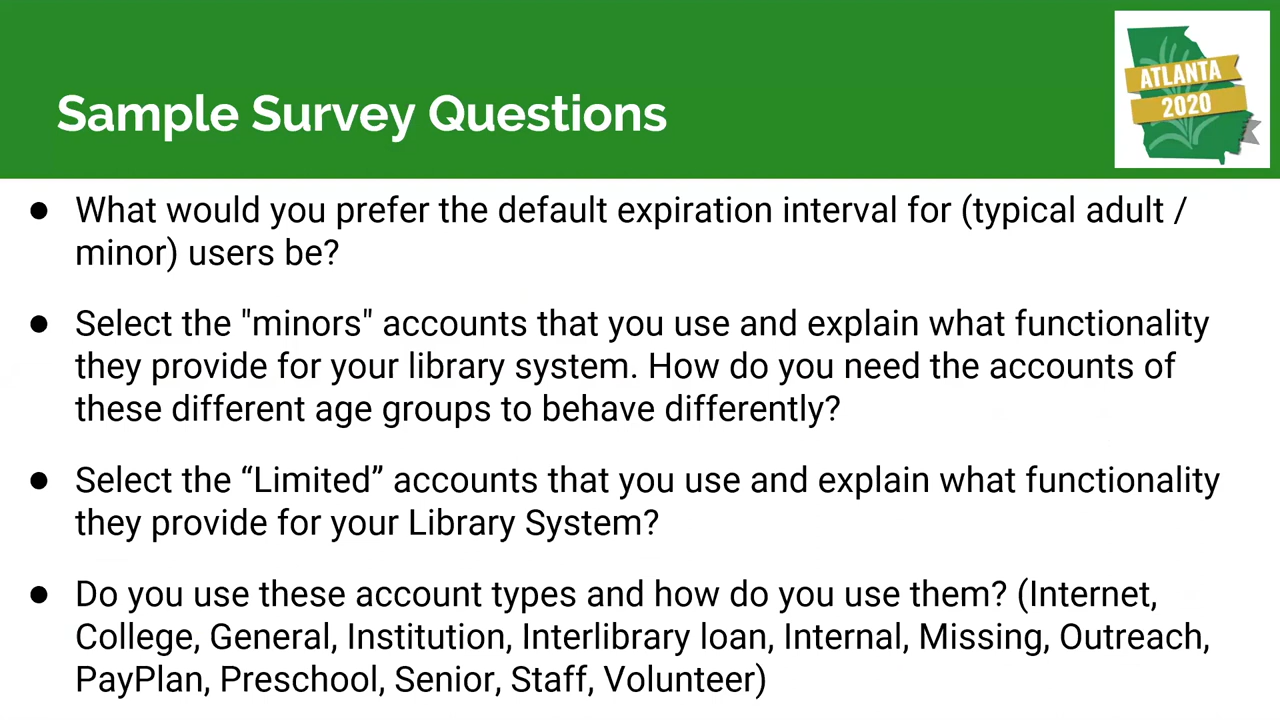 Sample Survey Questions
ATLANTA
2020
● What would you prefer the default expiration interval for (typical adult /
minor) users be?
● Select the "minors" accounts that you use and explain what functionality
they provide for your library system. How do you need the accounts of
these different age groups to behave differently?
● Select the “Limited” accounts that you use and explain what functionality
they provide for your Library System?
● Do you use these account types and how do you use them? (Internet,
College, General, Institution, Interlibrary loan, Internal, Missing, Outreach,
PayPlan, Preschool, Senior, Staff, Volunteer)